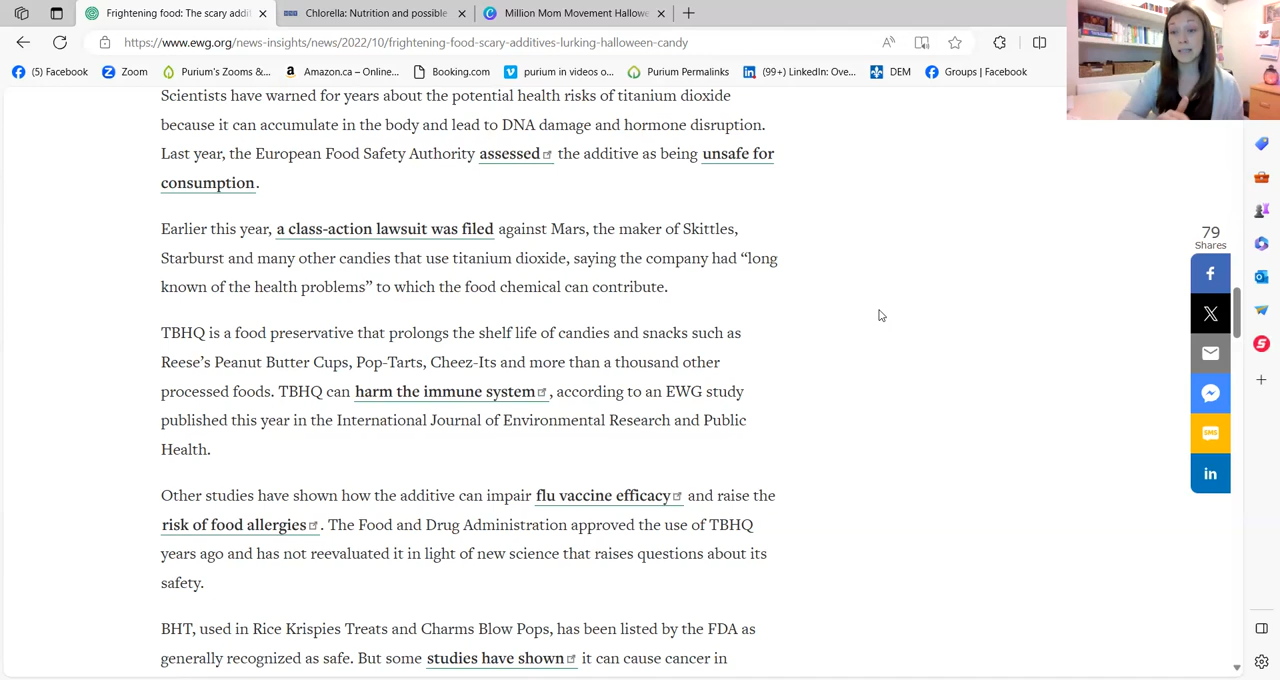 Frightening food: The scary addi
Chlorella: Nutrition and possible
Million Mom Movement Hallow
https://www.ewg.org/news-insights/news/2022/10/frightening-food-scary-additives-lurking-halloween-candy
(5) Facebook
Zoom
Purium's Zooms &...
Amazon.ca – Online...
Booking.com
purium in videos o...
Purium Permalinks
(99+) LinkedIn: Ove...
DEM
Groups | Facebook
Scientists have warned for years about the potential health risks of titanium dioxide
because it can accumulate in the body and lead to DNA damage and hormone disruption.
Last year, the European Food Safety Authority assessed the additive as being unsafe for
consumption.
Earlier this year, a class-action lawsuit was filed against Mars, the maker of Skittles,
Starburst and many other candies that use titanium dioxide, saying the company had “long
known of the health problems” to which the food chemical can contribute.
TBHQ is a food preservative that prolongs the shelf life of candies and snacks such as
Reese’s Peanut Butter Cups, Pop-Tarts, Cheez-Its and more than a thousand other
processed foods. TBHQ can harm the immune system, according to an EWG study
published this year in the International Journal of Environmental Research and Public
Health.
Other studies have shown how the additive can impair flu vaccine efficacy and raise the
risk of food allergies. The Food and Drug Administration approved the use of TBHQ
years ago and has not reevaluated it in light of new science that raises questions about its
safety.
BHT, used in Rice Krispies Treats and Charms Blow Pops, has been listed by the FDA as
generally recognized as safe. But some studies have shown it can cause cancer in
79
Shares
SMS